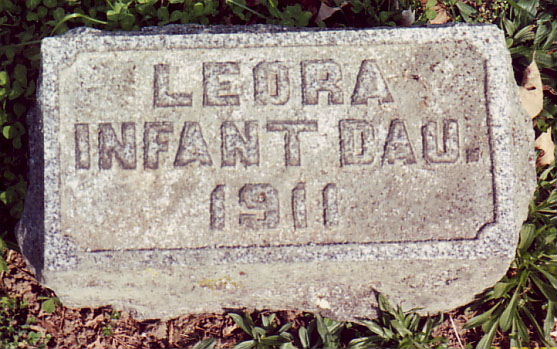 LEORA
INFANT DAU.
1911